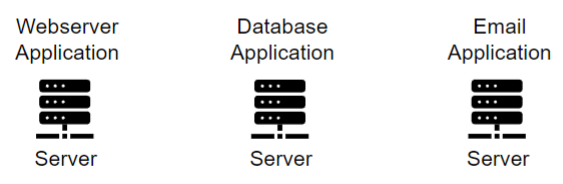 Webserver
Application
Database
Application
Email
Application
Server
Server
Server